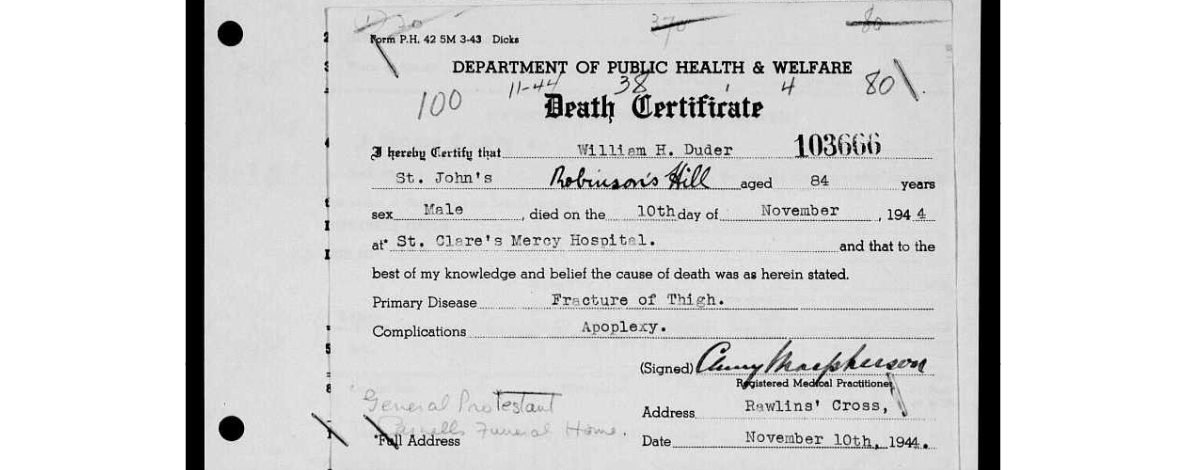 370 80
Form P.H. 42 5M 3-43 Dicks
DEPARTMENT OF PUBLIC HEALTH & WELFARE
100 11-44 38 4 80
Death Certificate
I hereby Certify that William H. Duder 103666
St. John's Robinson's Hill aged 84 years
sex Male, died on the 10th day of November, 1944
at* St. Clare's Mercy Hospital. and that to the
best of my knowledge and belief the cause of death was as herein stated.
Primary Disease Fracture of Thigh.
Complications Apoplexy.
(Signed) Cluny Macpherson
Registered Medical Practitioner
General Protestant
Address Rawlins' Cross,
Funeral Home.
*Full Address
Date November 10th, 1944.